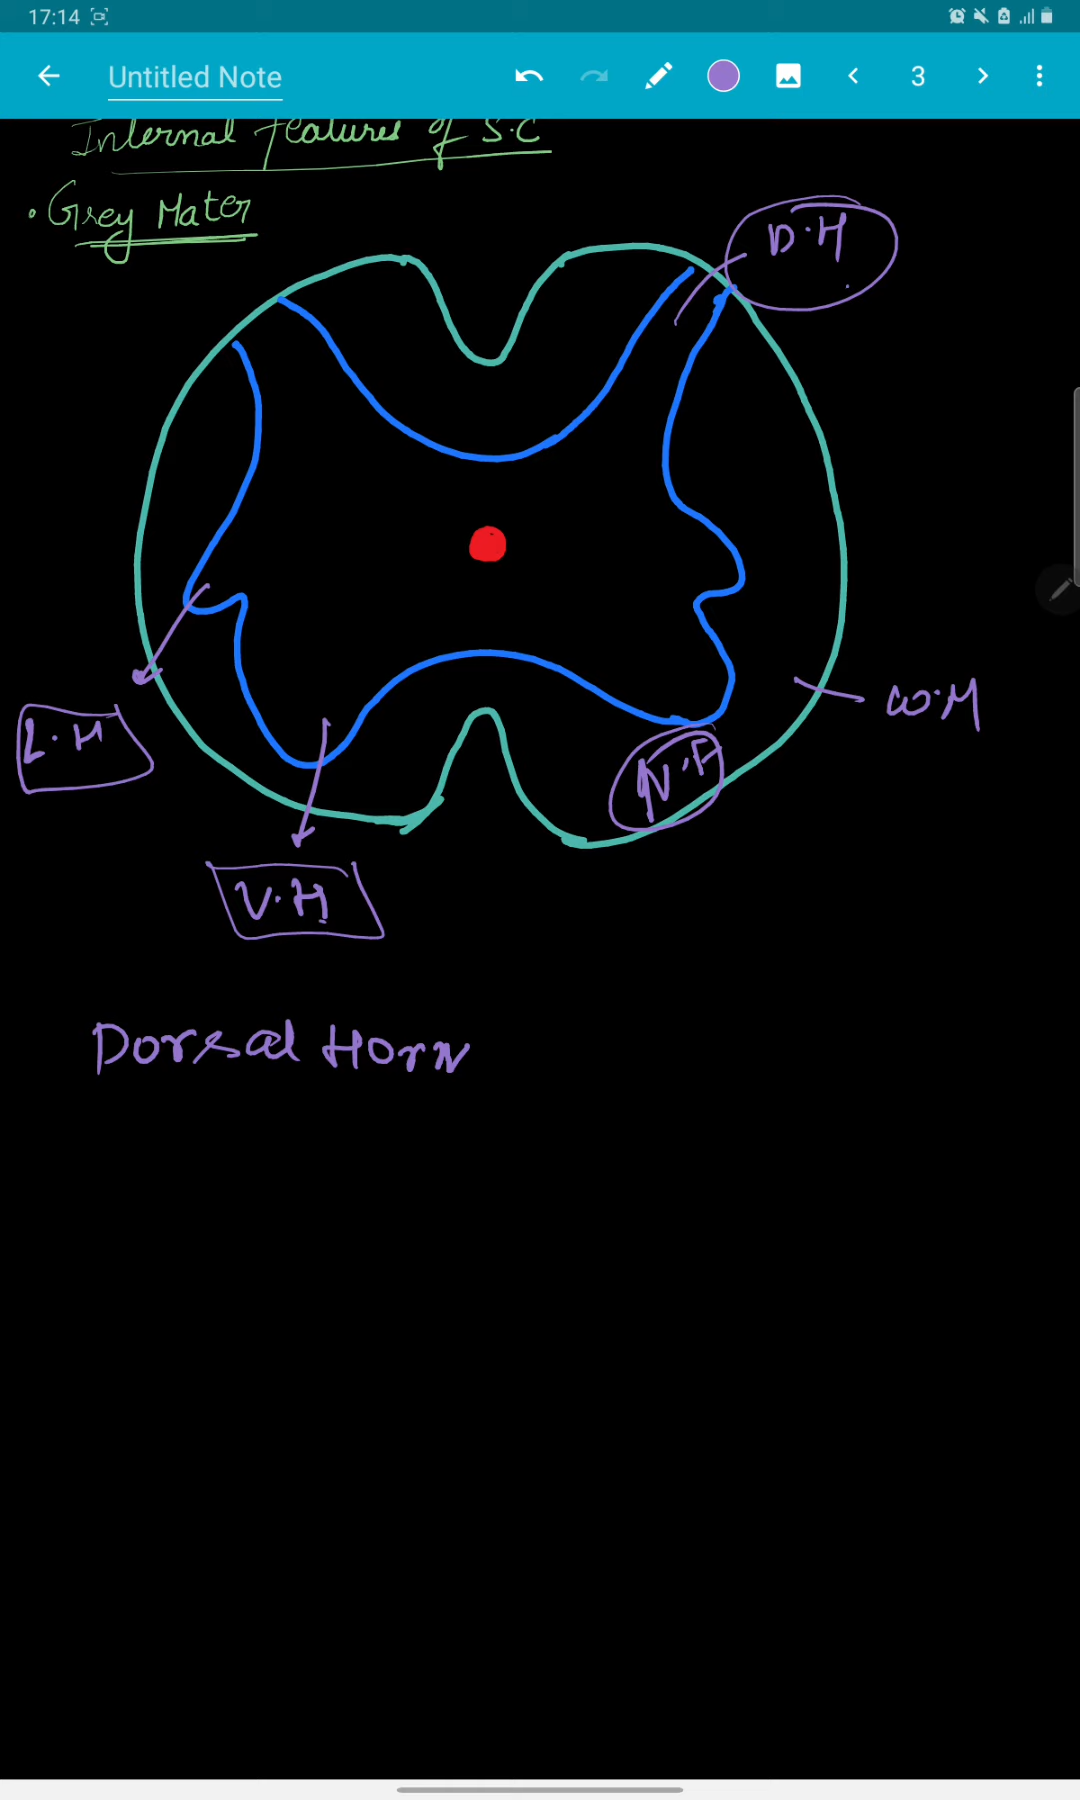 17:14
Untitled Note
3
Internal features of S.C
• Grey Mater
D.H
W.M
L.H
N.F
V.H
Dorsal Horn